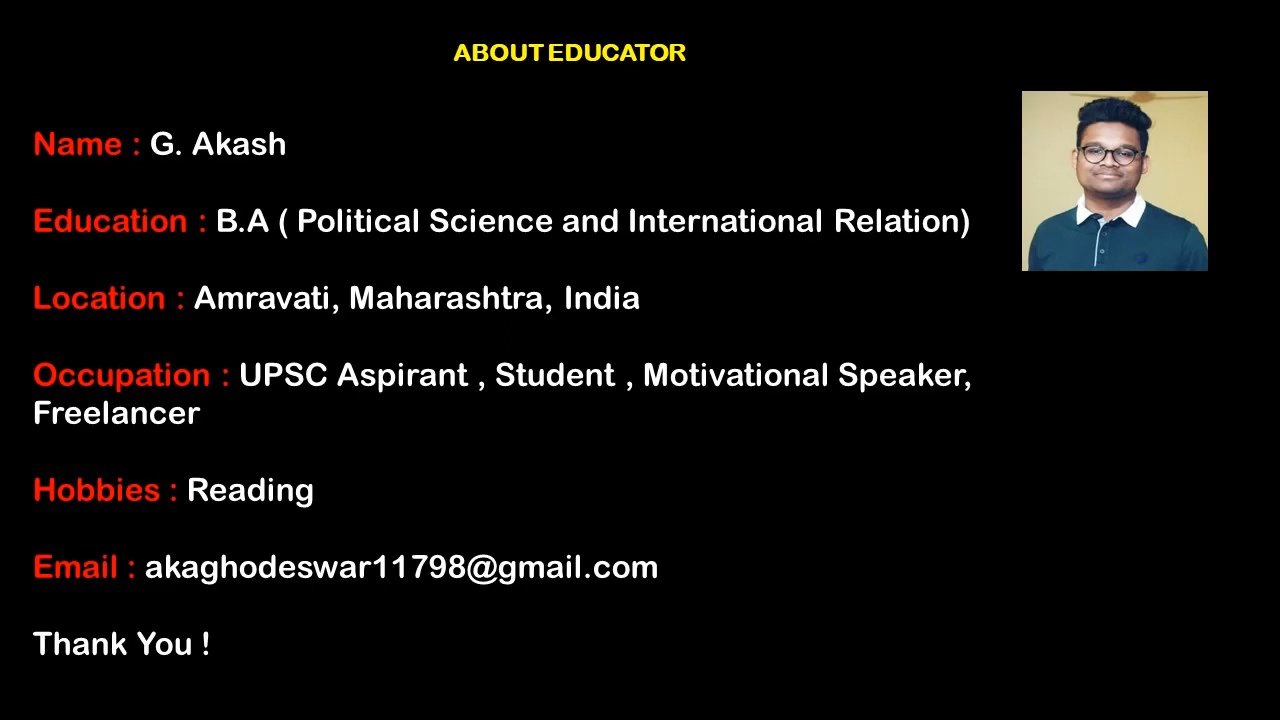 ABOUT EDUCATOR
Name : G. Akash
Education : B.A ( Political Science and International Relation)
Location : Amravati, Maharashtra, India
Occupation : UPSC Aspirant , Student , Motivational Speaker,
Freelancer
Hobbies : Reading
Email : akaghodeswar11798@gmail.com
Thank You !